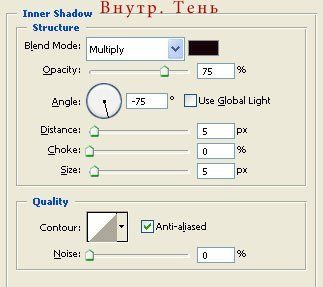 Внутр. Тень
Inner Shadow
Structure
Blend Mode: Multiply
Opacity: 75 %
Angle: -75 ° Use Global Light
Distance: 5 px
Choke: 0 %
Size: 5 px
Quality
Contour: Anti-aliased
Noise: 0 %